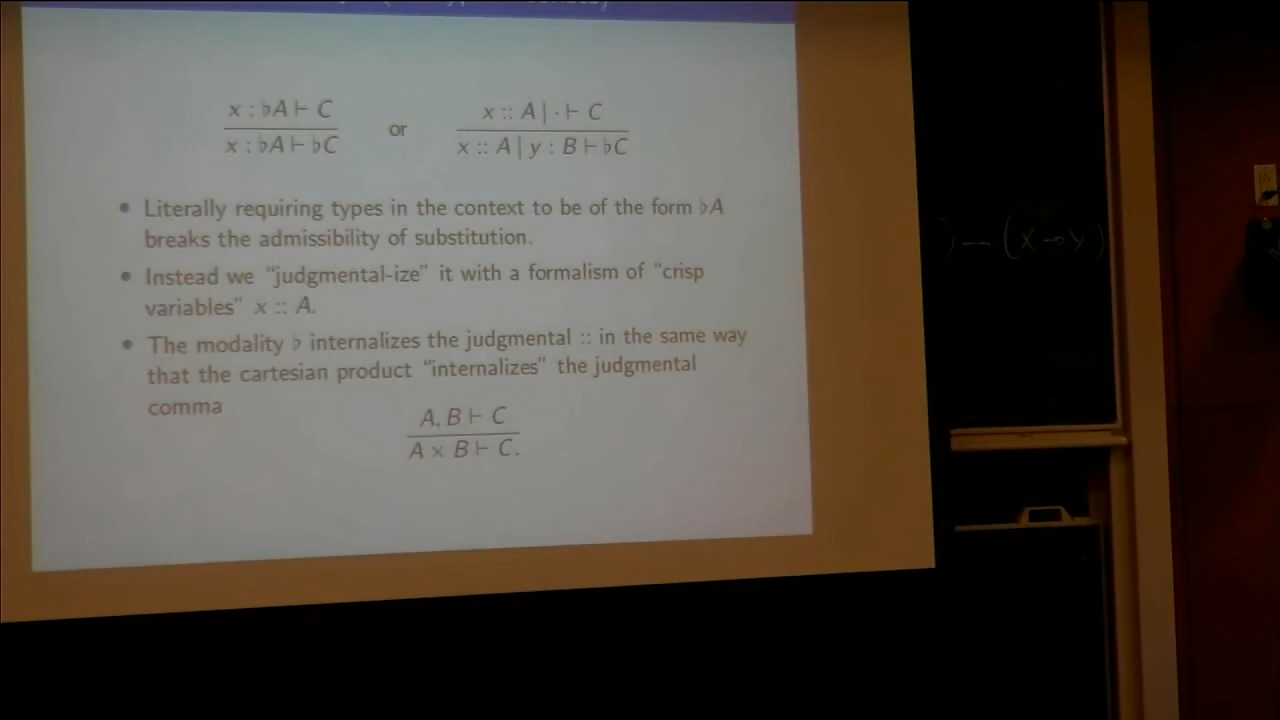 x : ♭A ⊢ C
x : ♭A ⊢ ♭C
or
x :: A | · ⊢ C
x :: A | y : B ⊢ ♭C
• Literally requiring types in the context to be of the form ♭A
breaks the admissibility of substitution.
• Instead we “judgmental-ize” it with a formalism of “crisp
variables” x :: A.
• The modality ♭ internalizes the judgmental :: in the same way
that the cartesian product “internalizes” the judgmental
comma
A, B ⊢ C
A × B ⊢ C.
) – (X → Y)